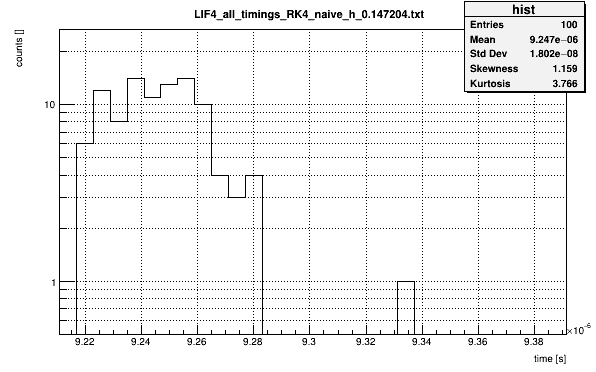 LIF4_all_timings_RK4_naive_h_0.147204.txt
hist
Entries 100
Mean 9.247e−06
Std Dev 1.802e−08
Skewness 1.159
Kurtosis 3.766
counts []
10
1
9.22 9.24 9.26 9.28 9.3 9.32 9.34 9.36 9.38
×10−6
time [s]